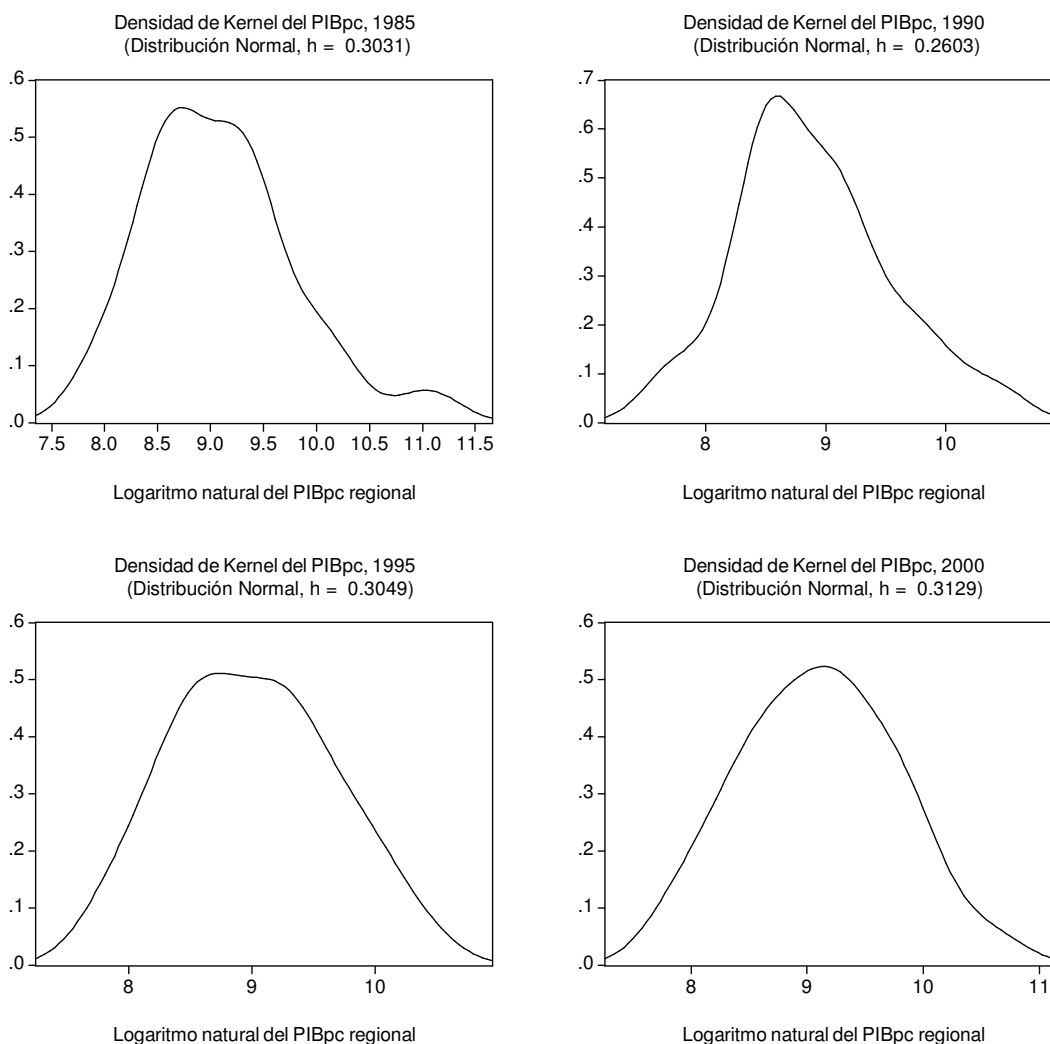 Densidad de Kernel del PIBpc, 1985
(Distribución Normal, h = 0.3031)
.6
.5
.4
.3
.2
.1
.0
7.5 8.0 8.5 9.0 9.5 10.0 10.5 11.0 11.5
Logaritmo natural del PIBpc regional
Densidad de Kernel del PIBpc, 1990
(Distribución Normal, h = 0.2603)
.7
.6
.5
.4
.3
.2
.1
.0
8 9 10
Logaritmo natural del PIBpc regional
Densidad de Kernel del PIBpc, 1995
(Distribución Normal, h = 0.3049)
.6
.5
.4
.3
.2
.1
.0
8 9 10
Logaritmo natural del PIBpc regional
Densidad de Kernel del PIBpc, 2000
(Distribución Normal, h = 0.3129)
.6
.5
.4
.3
.2
.1
.0
8 9 10 11
Logaritmo natural del PIBpc regional